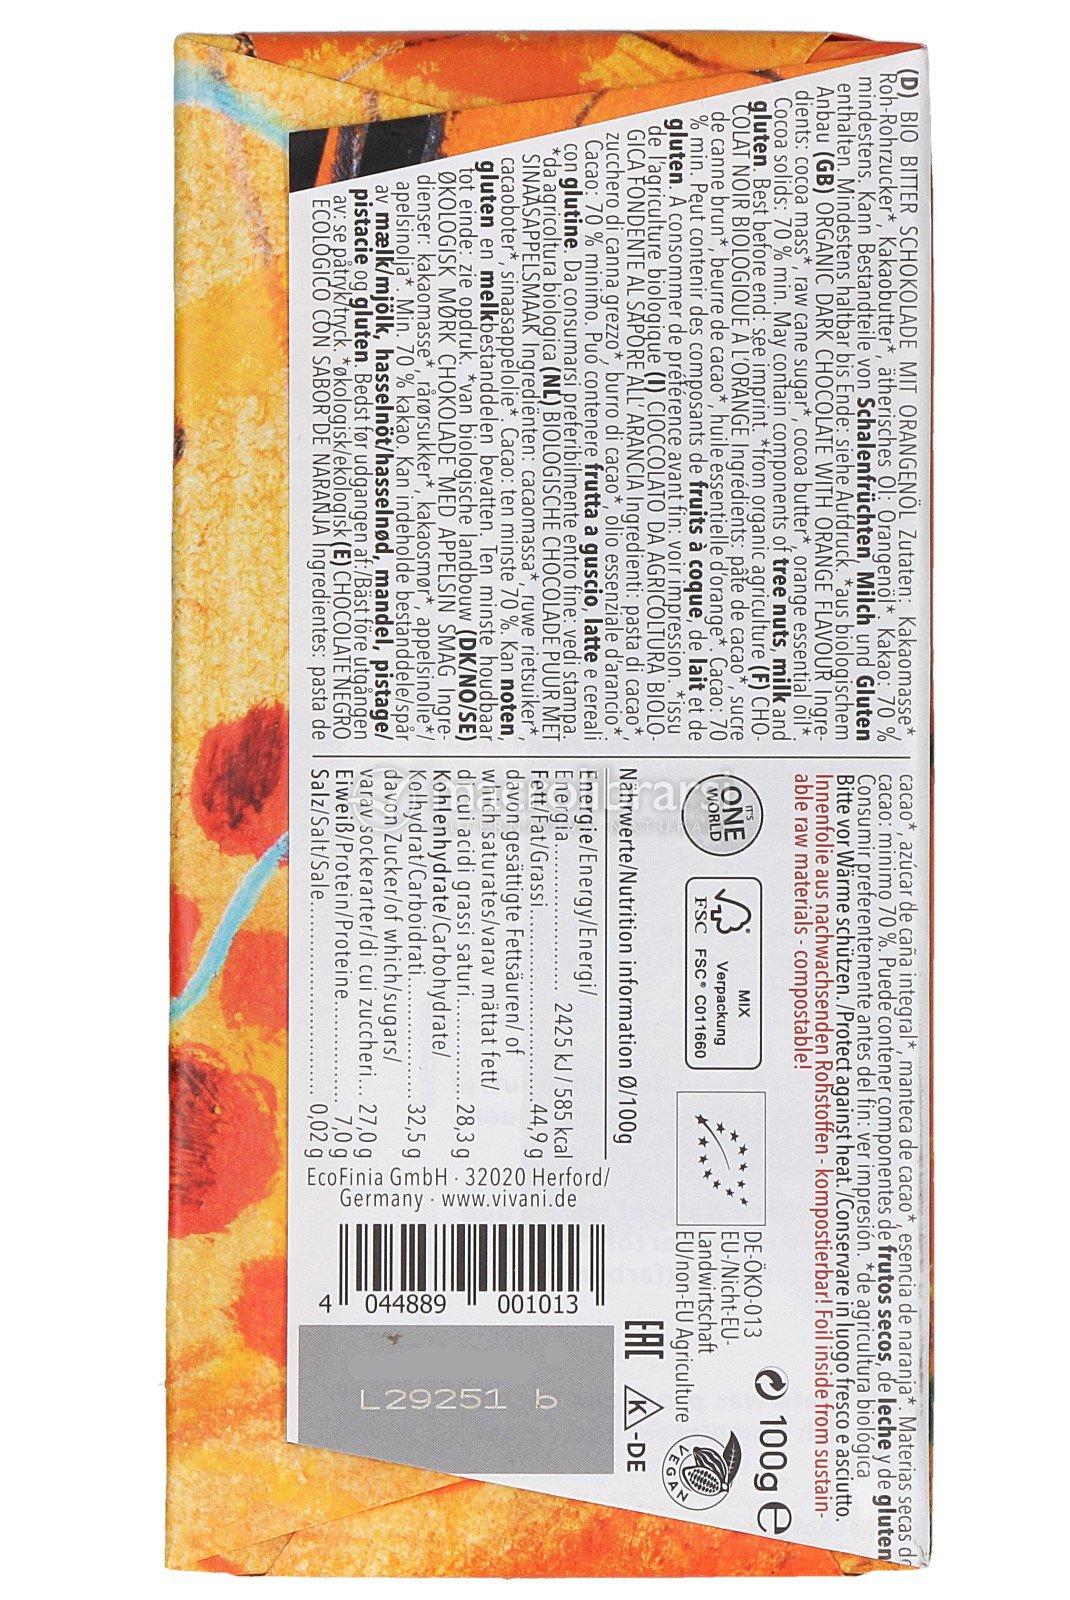 (D) BIO BITTER SCHOKOLADE MIT ORANGENÖL Zutaten: Kakaomasse*,
Roh-Rohrzucker*, Kakaobutter*, ätherisches Öl: Orangenöl*. Kakao: 70 %
mindestens. Kann Bestandteile von Schalenfrüchten, Milch und Gluten
enthalten. Mindestens haltbar bis Ende: siehe Aufdruck. *aus biologischem
Anbau (GB) ORGANIC DARK CHOCOLATE WITH ORANGE FLAVOUR Ingre-
dients: cocoa mass*, raw cane sugar*, cocoa butter*, orange essential oil*
Cocoa solids: 70 % min. May contain components of tree nuts, milk and
gluten. Best before end: see imprint. *from organic agriculture (F) CHO-
COLAT NOIR BIOLOGIQUE À L'ORANGE Ingrédients: pâte de cacao*, sucre
de canne brun*, beurre de cacao*, huile essentielle d'orange*. Cacao: 70
% min. Peut contenir des composants de fruits à coque, de lait et de
gluten. À consommer de préférence avant fin: voir impression. *issu
de l'agriculture biologique (I) CIOCCOLATO DA AGRICOLTURA BIOLO-
GICA FONDENTE AL SAPORE ALL'ARANCIA Ingredienti: pasta di cacao*,
zucchero di canna grezzo*, burro di cacao*, olio essenziale d'arancio*,
Cacao: 70 % minimo. Può contenere frutta a guscio, latte e cereali
con glutine. Da consumarsi preferibilmente entro fine: vedi stampa.
*da agricoltura biologica (NL) BIOLOGISCHE CHOCOLADE PUUR MET
SINAASAPPELSMAAK Ingrediënten: cacaomassa*, ruwe rietsuiker*,
cacaoboter*, sinaasappelolie*. Cacao: ten minste 70 %. Kan noten,
gluten en melkbestanddelen bevatten. Ten minste houdbaar
tot einde: zie opdruk. *van biologische landbouw (DK/NO/SE)
ØKOLOGISK MØRK CHOKOLADE MED APPELSIN SMAG Ingre-
dienser: kakaomasse*, rårørsukker*, kakaosmør*, appelsinolle*/
apelsinolja*. Min. 70 % kakao. Kan indeholde bestanddele/spår
av mælk/mjölk, hasselnöt/hasselnød, mandel, pistage/
pistacie og gluten. Bedst før udgangen af:/Bäst före utgången
av: se påtryk/tryck. *økologisk/ekologisk (E) CHOCOLATE NEGRO
ECOLÓGICO CON SABOR DE NARANJA Ingredientes: pasta de
cacao*, azúcar de caña integral*, manteca de cacao*, esencia de naranja*. Materias secas de
cacao: mínimo 70 %. Puede contener componentes de frutos secos, de leche y de gluten
Consumir preferentemente antes del fin: ver impresión. *de agricultura biológica
Bitte vor Wärme schützen. /Protect against heat. /Conservare in luogo fresco e asciutto.
Innenfolie aus nachwachsenden Rohstoffen - kompostierbar! Foil inside from sustain-
able raw materials - compostable!
IT'S
ONE
WORLD
FSC
MIX
Verpackung
FSC® C011660
DE-ÖKO-013
EU-/Nicht-EU-
Landwirtschaft
EU/non-EU Agriculture
100g e
VEGAN
Nährwerte/Nutrition information Ø/100g
Energie/Energy/Energi/
Energia............ 2425 kJ / 585 kcal
Fett/Fat/Grassi................44,9 g
davon gesättigte Fettsäuren/ of
which saturates/varav mättat fett/
di cui acidi grassi saturi........28,3 g
Kohlenhydrate/Carbohydrate/
Kolhydrat/Carboidrati..........32,5 g
davon Zucker/of which/sugars/
varav sockerarter/di cui zuccheri...27,0 g
Eiweiß/Protein/Proteine..........7,0 g
Salz/Salt/Sale..................0,02 g
macrolibrarsi
EcoFinia GmbH · 32020 Herford/
Germany · www.vivani.de
4 044889 001013
EAC
K -DE
L29251 b